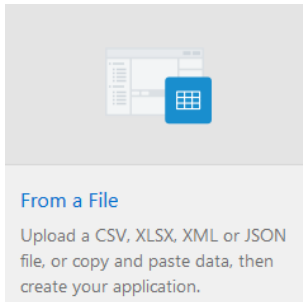 From a File
Upload a CSV, XLSX, XML or JSON
file, or copy and paste data, then
create your application.